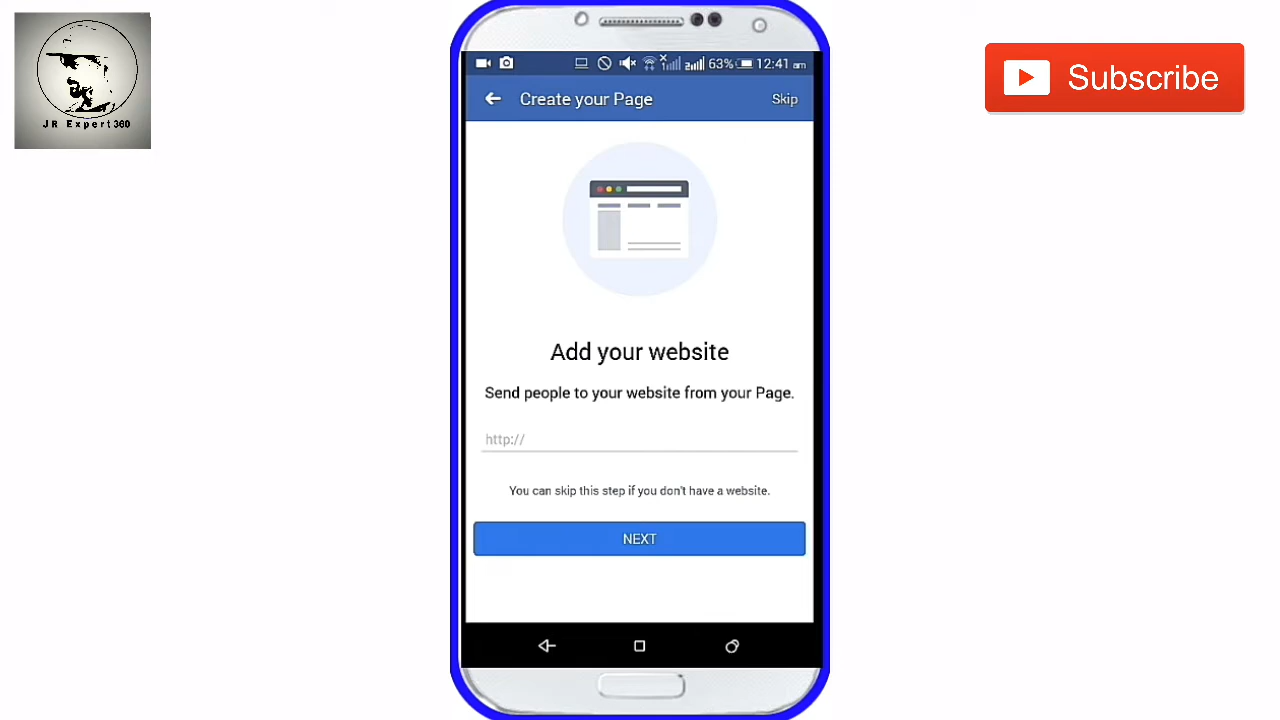 JR Expert360
Subscribe
63% 12:41 am
Create your Page
Skip
Add your website
Send people to your website from your Page.
http://
You can skip this step if you don't have a website.
NEXT